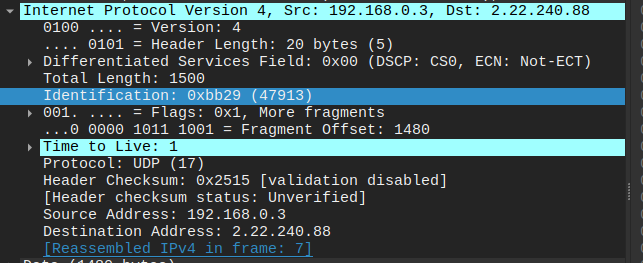 Internet Protocol Version 4, Src: 192.168.0.3, Dst: 2.22.240.88
0100 .... = Version: 4
.... 0101 = Header Length: 20 bytes (5)
Differentiated Services Field: 0x00 (DSCP: CS0, ECN: Not-ECT)
Total Length: 1500
Identification: 0xbb29 (47913)
001. .... = Flags: 0x1, More fragments
...0 0000 1011 1001 = Fragment Offset: 1480
Time to Live: 1
Protocol: UDP (17)
Header Checksum: 0x2515 [validation disabled]
[Header checksum status: Unverified]
Source Address: 192.168.0.3
Destination Address: 2.22.240.88
[Reassembled IPv4 in frame: 7]
Data (1480 bytes)